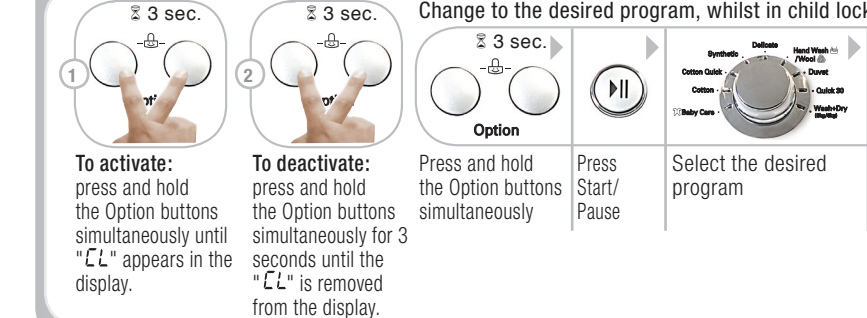 3 sec.
1
To activate:
press and hold
the Option buttons
simultaneously until
"CL" appears in the
display.
3 sec.
2
To deactivate:
press and hold
the Option buttons
simultaneously for 3
seconds until the
"CL" is removed
from the display.
Change to the desired program, whilst in child lock
3 sec.
Option
Press and hold
the Option buttons
simultaneously
Press
Start/
Pause
Baby Care
Cotton
Cotton Quick
Synthetic
Delicate
Hand Wash
/Wool
Duvet
Quick 30
Wash+Dry
Select the desired
program